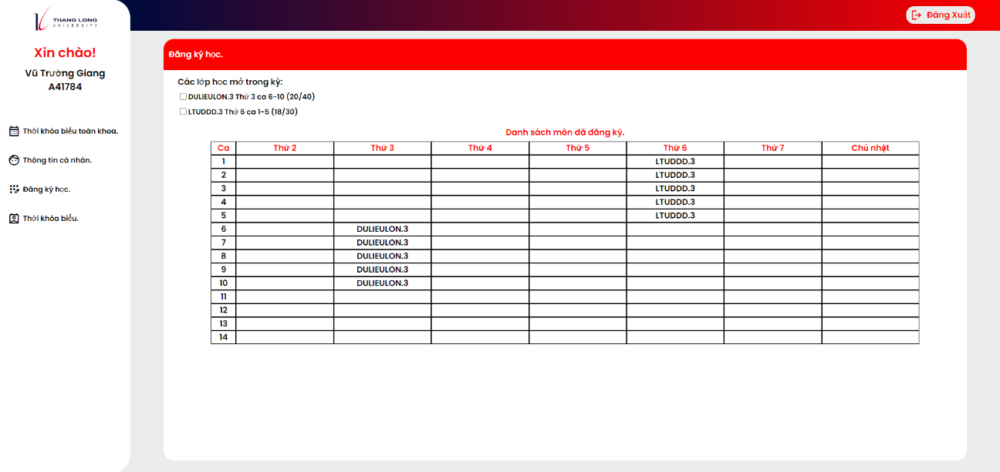 THANG LONG
UNIVERSITY
Đăng Xuất
Xin chào!
Vũ Trường Giang
A41784
Thời khóa biểu toàn khoa.
Thông tin cá nhân.
Đăng ký học.
Thời khóa biểu.
Đăng ký học.
Các lớp học mở trong kỳ:
DULIEULON.3 Thứ 3 ca 6-10 (20/40)
LTUDDD.3 Thứ 6 ca 1-5 (18/30)
Danh sách môn đã đăng ký.
Ca Thứ 2 Thứ 3 Thứ 4 Thứ 5 Thứ 6 Thứ 7 Chủ nhật
1 LTUDDD.3
2 LTUDDD.3
3 LTUDDD.3
4 LTUDDD.3
5 LTUDDD.3
6 DULIEULON.3
7 DULIEULON.3
8 DULIEULON.3
9 DULIEULON.3
10 DULIEULON.3
11
12
13
14